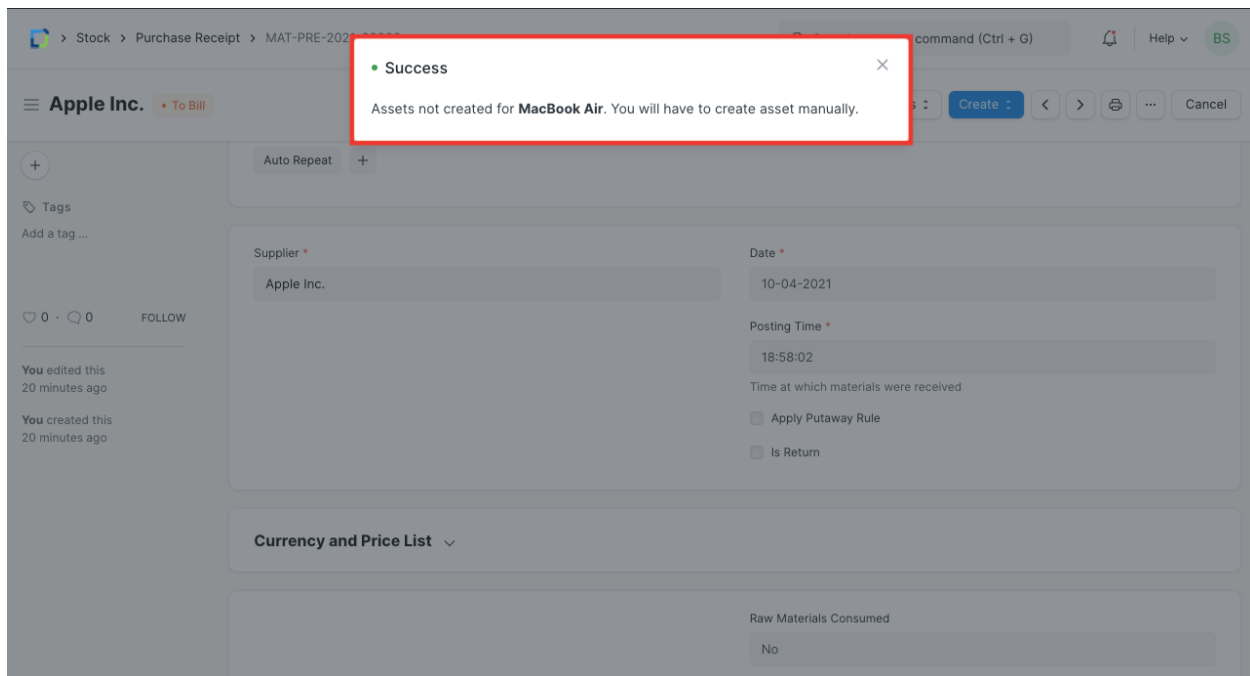 Stock > Purchase Receipt > MAT-PRE-2021
command (Ctrl + G)
Help
BS
Success
Assets not created for MacBook Air. You will have to create asset manually.
Apple Inc.
• To Bill
Create
Cancel
Auto Repeat +
Tags
Add a tag ...
0 · 0 FOLLOW
You edited this
20 minutes ago
You created this
20 minutes ago
Supplier *
Apple Inc.
Date *
10-04-2021
Posting Time *
18:58:02
Time at which materials were received
Apply Putaway Rule
Is Return
Currency and Price List
Raw Materials Consumed
No